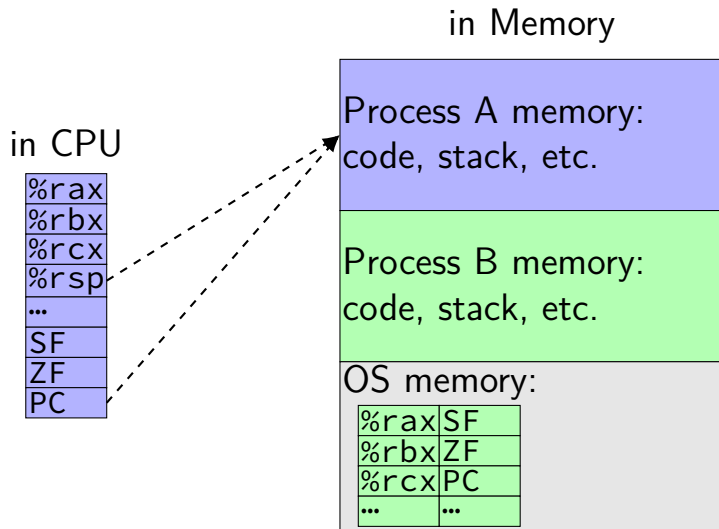 in Memory
in CPU
%rax
%rbx
%rcx
%rsp
…
SF
ZF
PC
Process A memory:
code, stack, etc.
Process B memory:
code, stack, etc.
OS memory:
%rax SF
%rbx ZF
%rcx PC
… …